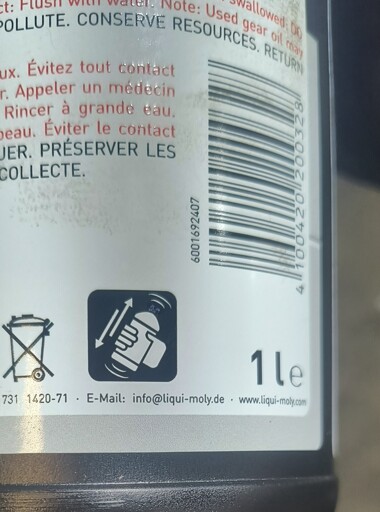 ct: Flush with water. Note: Used gear oil may
swallowed: DO
POLLUTE. CONSERVE RESOURCES. RETURN
ux. Évitez tout contact
r. Appeler un médecin
Rincer à grande eau.
peau. Éviter le contact
UER. PRÉSERVER LES
COLLECTE.
6001692407
4 100420 200328
1 l e
731 1420-71 · E-Mail: info@liqui-moly.de · www.liqui-moly.com